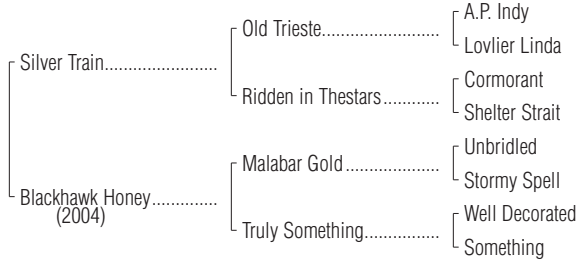 A.P. Indy
Old Trieste..........................
Lovlier Linda
Silver Train.......................
Cormorant
Ridden in Thestars............
Shelter Strait
Unbridled
Malabar Gold....................
Stormy Spell
Blackhawk Honey.............
(2004)
Well Decorated
Truly Something................
Something